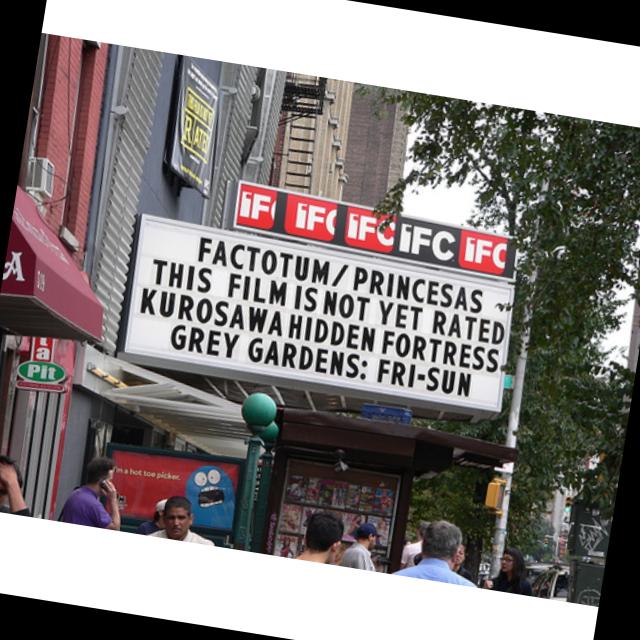 iFC iFC iFC iFC iFC
FACTOTUM/PRINCESAS ~
THIS FILM IS NOT YET RATED
KUROSAWA HIDDEN FORTRESS
GREY GARDENS: FRI-SUN
A
Pit
I'm a hot toe picker.